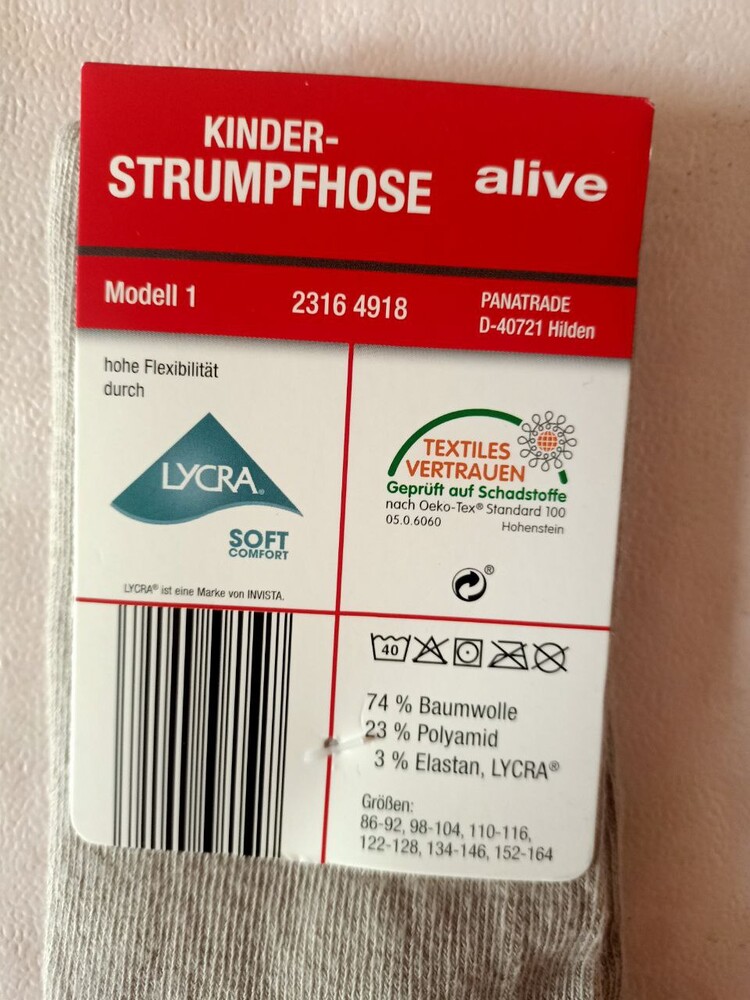 KINDER-
STRUMPFHOSE
alive
Modell 1
2316 4918
PANATRADE
D-40721 Hilden
hohe Flexibilität
durch
LYCRA®
SOFT
COMFORT
LYCRA® ist eine Marke von INVISTA.
TEXTILES
VERTRAUEN
Geprüft auf Schadstoffe
nach Oeko-Tex® Standard 100
05.0.6060 Hohenstein
®
40
74 % Baumwolle
23 % Polyamid
3 % Elastan, LYCRA®
Größen:
86-92, 98-104, 110-116,
122-128, 134-146, 152-164